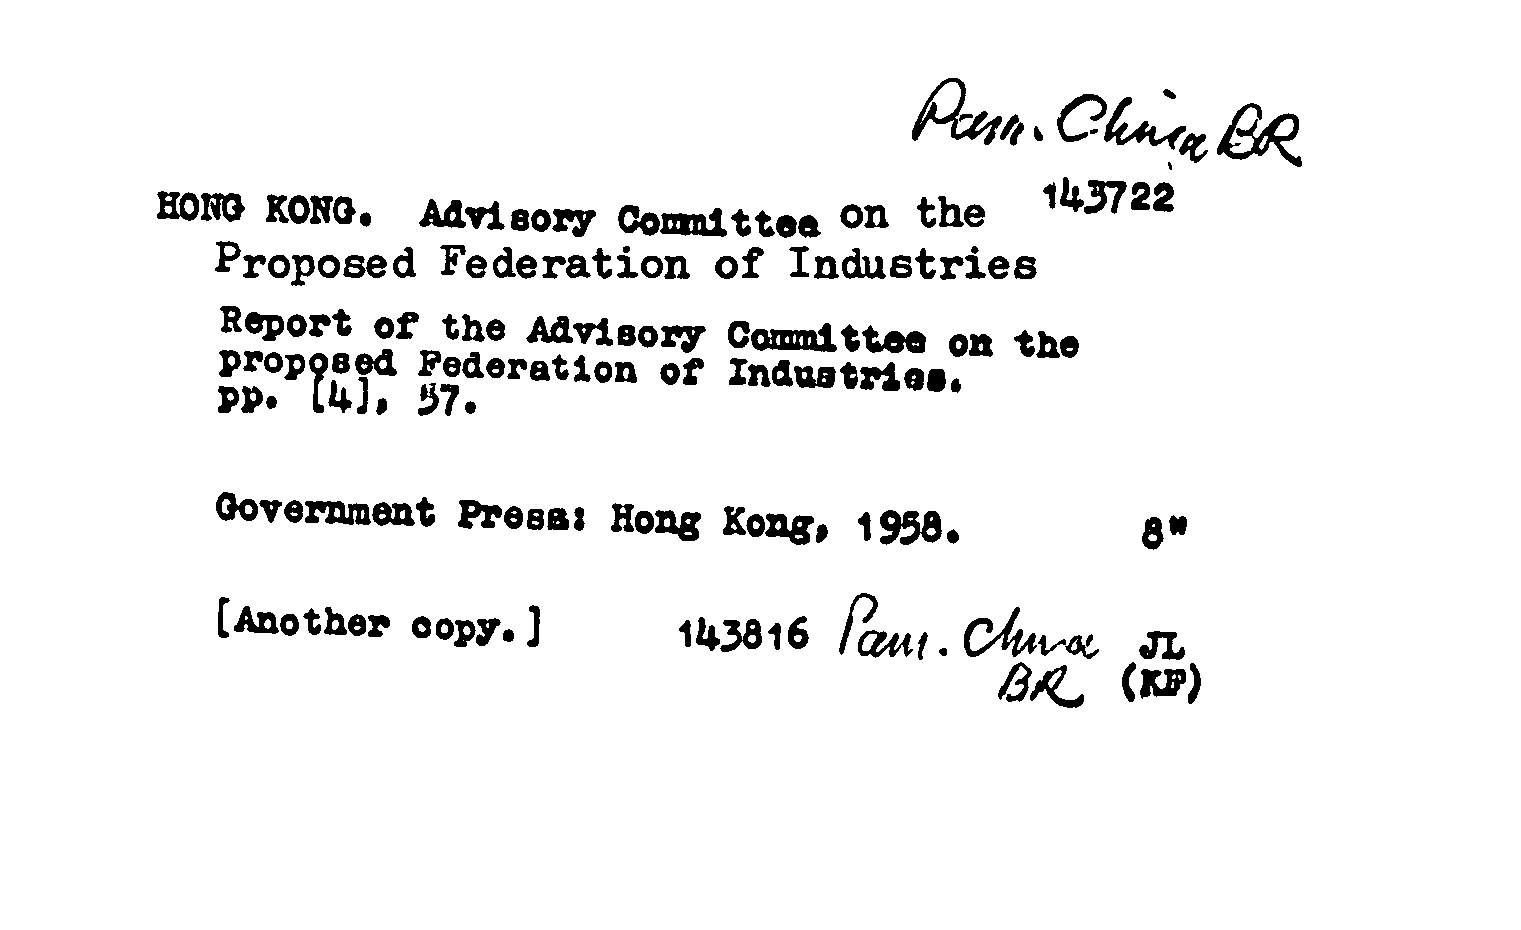 Pam. China BR
HONG KONG. Advisory Committee on the 143722
Proposed Federation of Industries
Report of the Advisory Committee on the
proposed Federation of Industries.
pp. [4], 57.
Government Press: Hong Kong, 1958. 8"
[Another copy.] 143816 Pam. China JL
BR (KF)